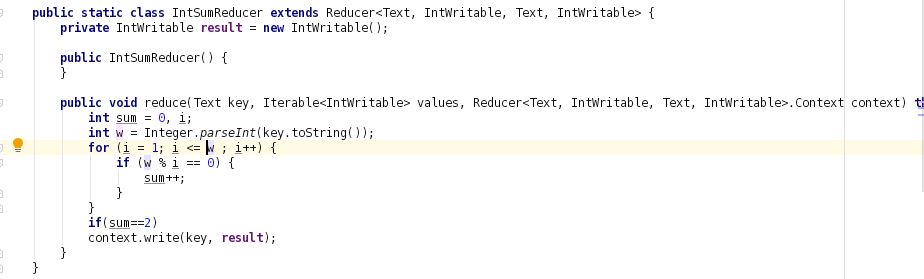 public static class IntSumReducer extends Reducer<Text, IntWritable, Text, IntWritable> {
private IntWritable result = new IntWritable();
public IntSumReducer() {
}
public void reduce(Text key, Iterable<IntWritable> values, Reducer<Text, IntWritable, Text, IntWritable>.Context context) t
int sum = 0, i;
int w = Integer.parseInt(key.toString());
for (i = 1; i <= w ; i++) {
if (w % i == 0) {
sum++;
}
}
if(sum==2)
context.write(key, result);
}
}